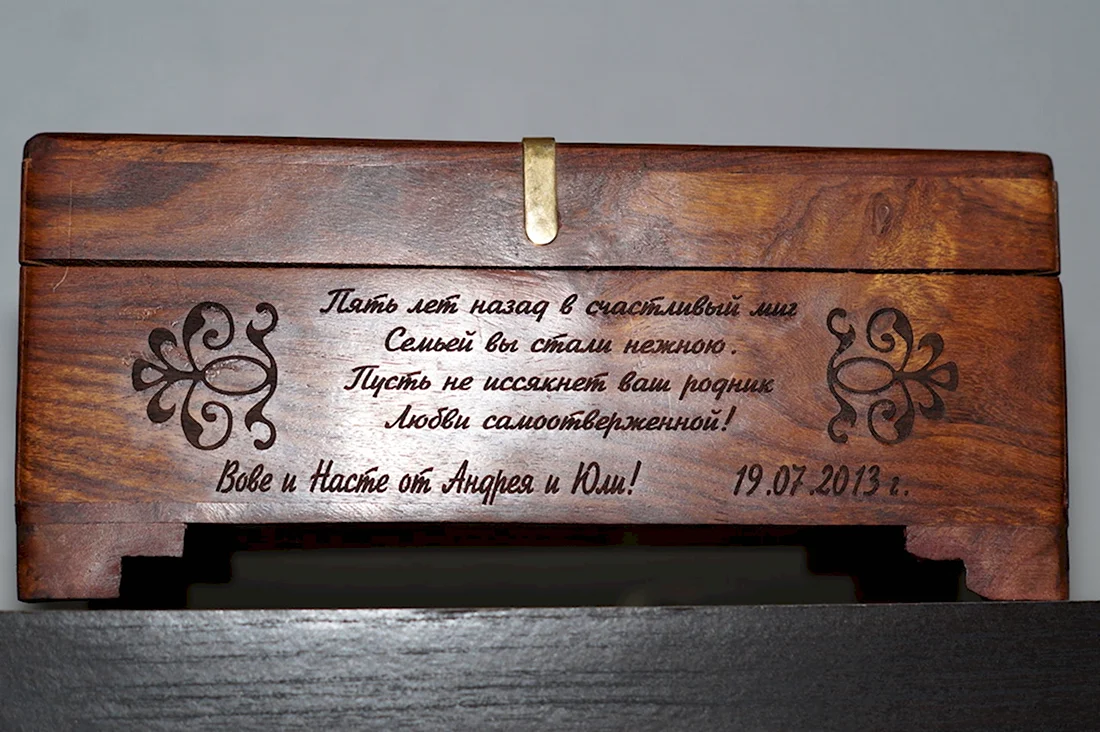 Пять лет назад в счастливый миг
Семьей вы стали нежною.
Пусть не иссякнет ваш родник
Любви самоотверженной!
Вове и Насте от Андрея и Юли! 19.07.2013 г.